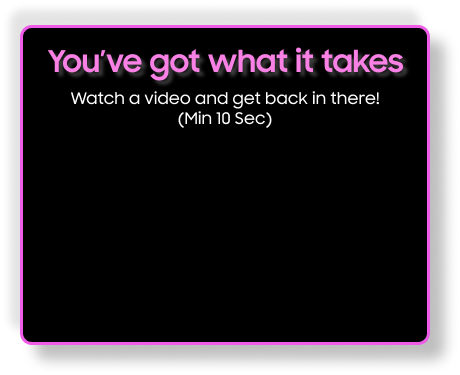 You’ve got what it takes
Watch a video and get back in there!
(Min 10 Sec)